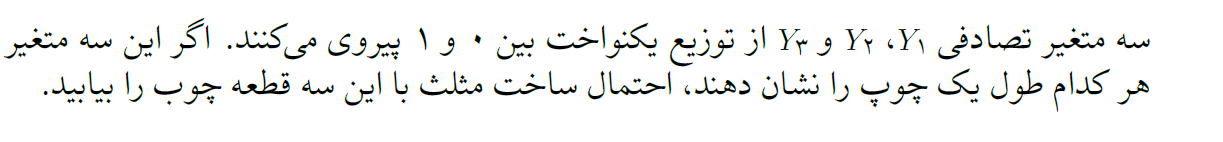 سه متغیر تصادفی Y۱، Y۲ و Y۳ از توزیع یکنواخت بین ۰ و ۱ پیروی می‌کنند. اگر این سه متغیر
هر کدام طول یک چوپ را نشان دهند، احتمال ساخت مثلث با این سه قطعه چوب را بیابید.